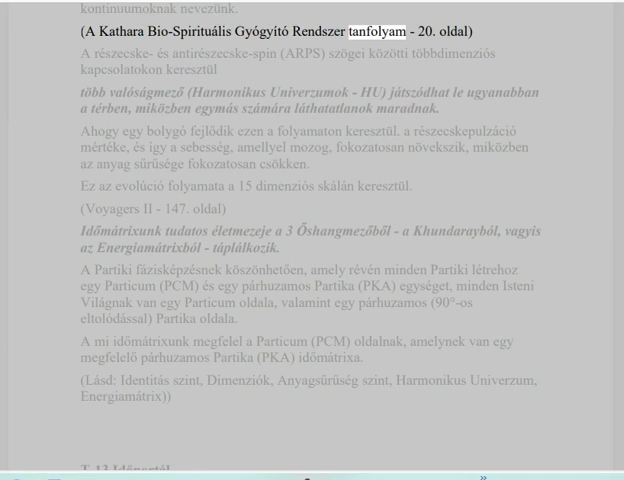 kontinuumoknak nevezünk.
(A Kathara Bio-Spirituális Gyógyító Rendszer tanfolyam - 20. oldal)
A részecske- és antirészecske-spin (ARPS) szögei közötti többdimenziós
kapcsolatokon keresztül
több valóságmező (Harmonikus Univerzumok - HU) játszódhat le ugyanabban
a térben, miközben egymás számára láthatatlanok maradnak.
Ahogy egy bolygó fejlődik ezen a folyamaton keresztül. a részecskepulzáció
mértéke, és így a sebesség, amellyel mozog, fokozatosan növekszik, miközben
az anyag sűrűsége fokozatosan csökken.
Ez az evolúció folyamata a 15 dimenziós skálán keresztül.
(Voyagers II - 147. oldal)
Időmátrixunk tudatos életmezeje a 3 Őshangmezőből - a Khundarayból, vagyis
az Energiamátrixból - táplálkozik.
A Partiki fázisképzésnek köszönhetően, amely révén minden Partiki létrehoz
egy Particum (PCM) és egy párhuzamos Partika (PKA) egységet, minden Isteni
Világnak van egy Particum oldala, valamint egy párhuzamos (90°-os
eltolódással) Partika oldala.
A mi időmátrixunk megfelel a Particum (PCM) oldalnak, amelynek van egy
megfelelő párhuzamos Partika (PKA) időmátrixa.
(Lásd: Identitás szint, Dimenziók, Anyagsűrűség szint, Harmonikus Univerzum,
Energiamátrix))
T-13 Időportál